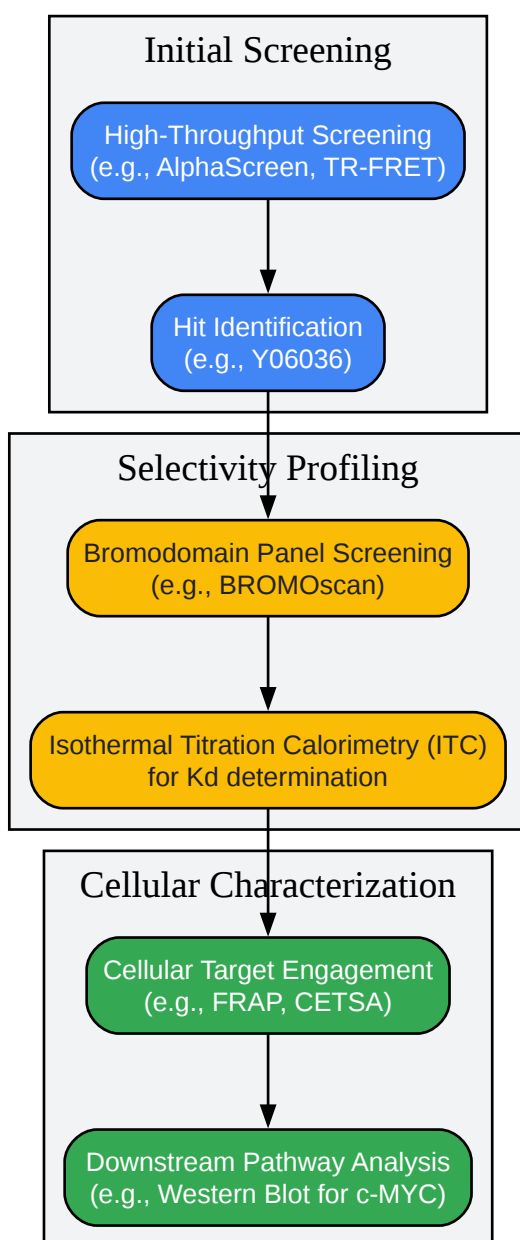 Initial Screening
High-Throughput Screening
(e.g., AlphaScreen, TR-FRET)
Hit Identification
(e.g., Y06036)
Selectivity Profiling
Bromodomain Panel Screening
(e.g., BROMOscan)
Isothermal Titration Calorimetry (ITC)
for Kd determination
Cellular Characterization
Cellular Target Engagement
(e.g., FRAP, CETSA)
Downstream Pathway Analysis
(e.g., Western Blot for c-MYC)